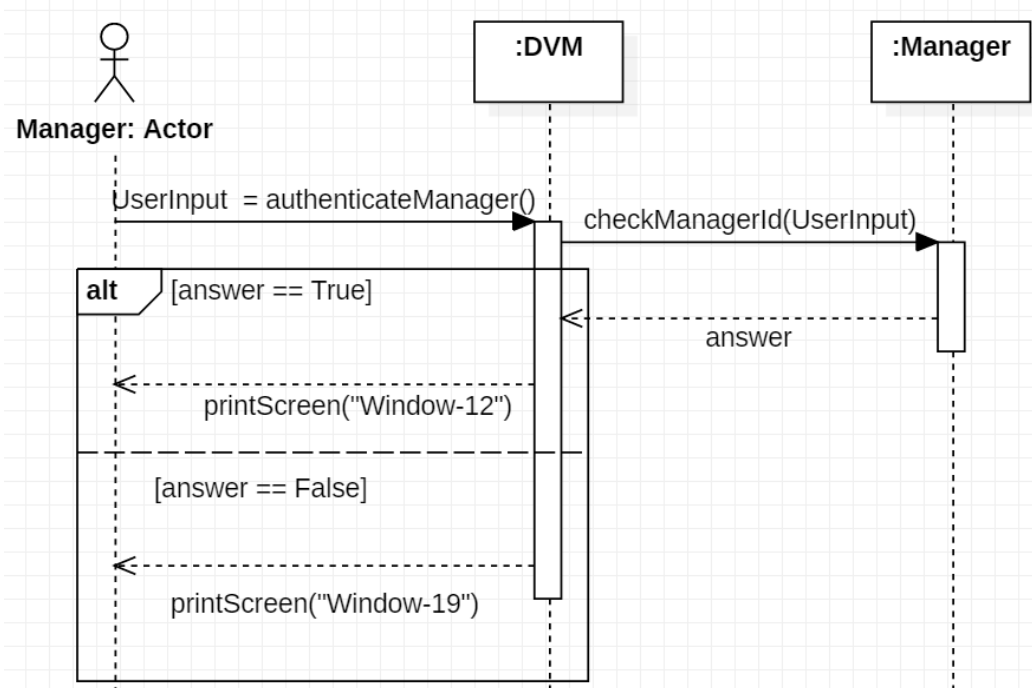 :DVM
:Manager
Manager: Actor
UserInput  = authenticateManager()
checkManagerId(UserInput)
alt
[answer == True]
answer
printScreen("Window-12")
[answer == False]
printScreen("Window-19")